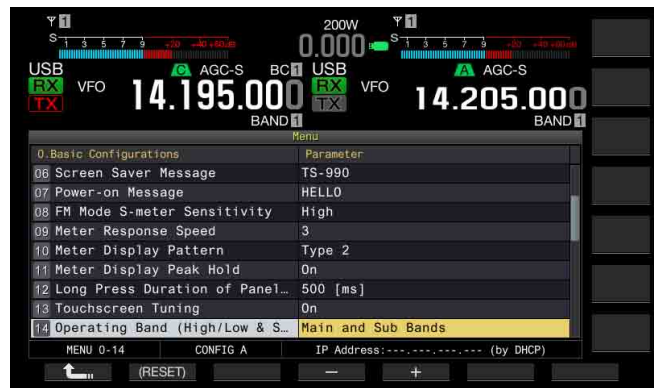 1 200W 1
S 1 3 5 7 9 +20 +40 +60dB 0.000 S 1 3 5 7 9 +20 +40 +60dB
USB C AGC-S BC1 USB A AGC-S
RX TX VFO 14.195.000 RX TX VFO 14.205.000
BAND 1 BAND 1
Menu
0.Basic Configurations Parameter
06 Screen Saver Message TS-990
07 Power-on Message HELLO
08 FM Mode S-meter Sensitivity High
09 Meter Response Speed 3
10 Meter Display Pattern Type 2
11 Meter Display Peak Hold On
12 Long Press Duration of Panel… 500 [ms]
13 Touchscreen Tuning On
14 Operating Band (High/Low & S… Main and Sub Bands
MENU 0-14 CONFIG A IP Address:---.---.---.--- (by DHCP)
(RESET) − +